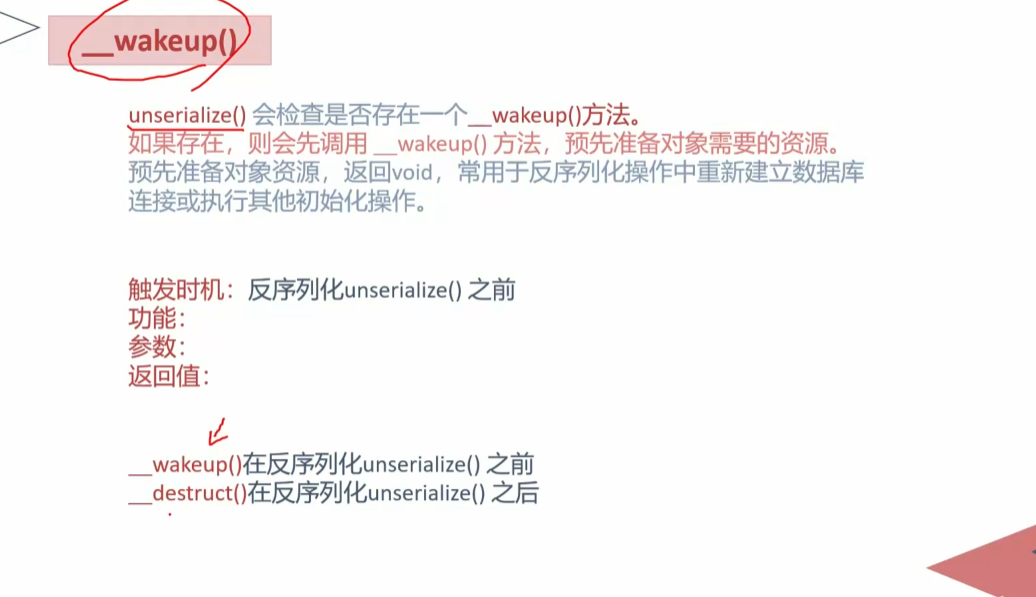 __wakeup()
unserialize() 会检查是否存在一个__wakeup()方法。
如果存在，则会先调用 __wakeup() 方法，预先准备对象需要的资源。
预先准备对象资源，返回void，常用于反序列化操作中重新建立数据库
连接或执行其他初始化操作。
触发时机：反序列化unserialize() 之前
功能：
参数：
返回值：
__wakeup()在反序列化unserialize() 之前
__destruct()在反序列化unserialize() 之后